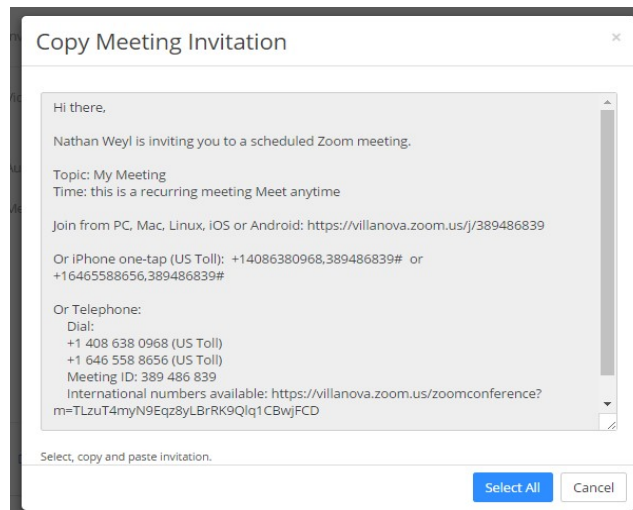 Copy Meeting Invitation
×
Hi there,
Nathan Weyl is inviting you to a scheduled Zoom meeting.
Topic: My Meeting
Time: this is a recurring meeting Meet anytime
Join from PC, Mac, Linux, iOS or Android: https://villanova.zoom.us/j/389486839
Or iPhone one-tap (US Toll): +14086380968,389486839# or
+16465588656,389486839#
Or Telephone:
Dial:
+1 408 638 0968 (US Toll)
+1 646 558 8656 (US Toll)
Meeting ID: 389 486 839
International numbers available: https://villanova.zoom.us/zoomconference?
m=TLzuT4myN9Eqz8yLBrRK9Qlq1CBwjFCD
Select, copy and paste invitation.
Select All
Cancel